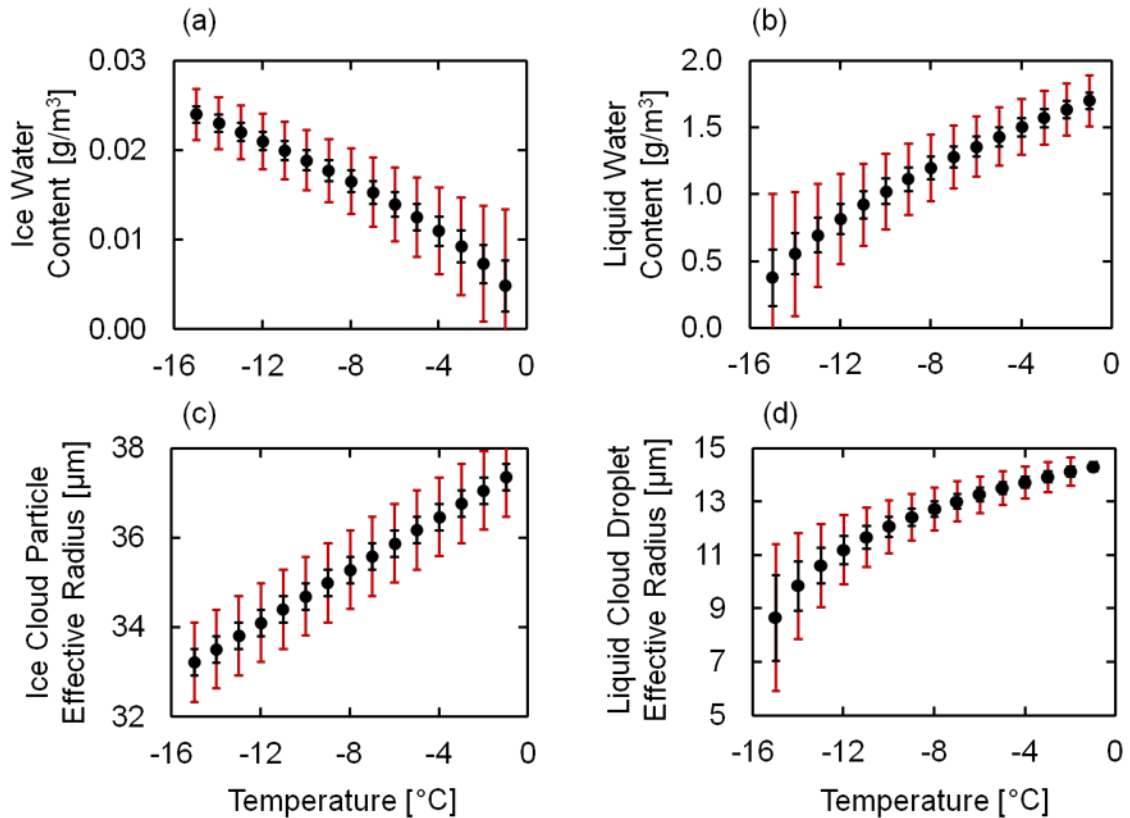 (a)
Ice Water
Content [g/m³]
0.03
0.02
0.01
0.00
-16 -12 -8 -4 0
(b)
Liquid Water
Content [g/m³]
2.0
1.5
1.0
0.5
0.0
-16 -12 -8 -4 0
(c)
Ice Cloud Particle
Effective Radius [µm]
38
36
34
32
-16 -12 -8 -4 0
Temperature [°C]
(d)
Liquid Cloud Droplet
Effective Radius [µm]
15
13
11
9
7
5
-16 -12 -8 -4 0
Temperature [°C]